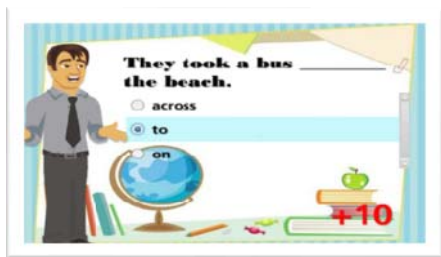 They took a bus ________
the beach.
across
to
on
+10